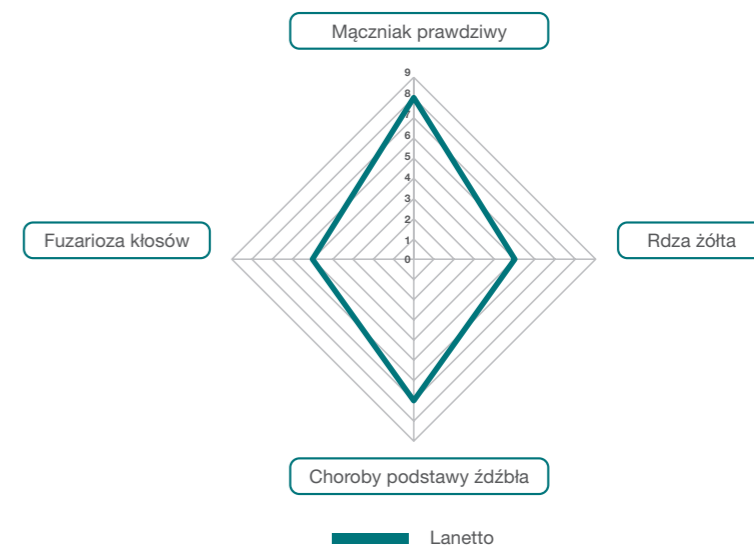 Mączniak prawdziwy
9
8
7
6
5
4
3
2
1
0
Fuzarioza kłosów
Rdza żółta
Choroby podstawy źdźbła
Lanetto